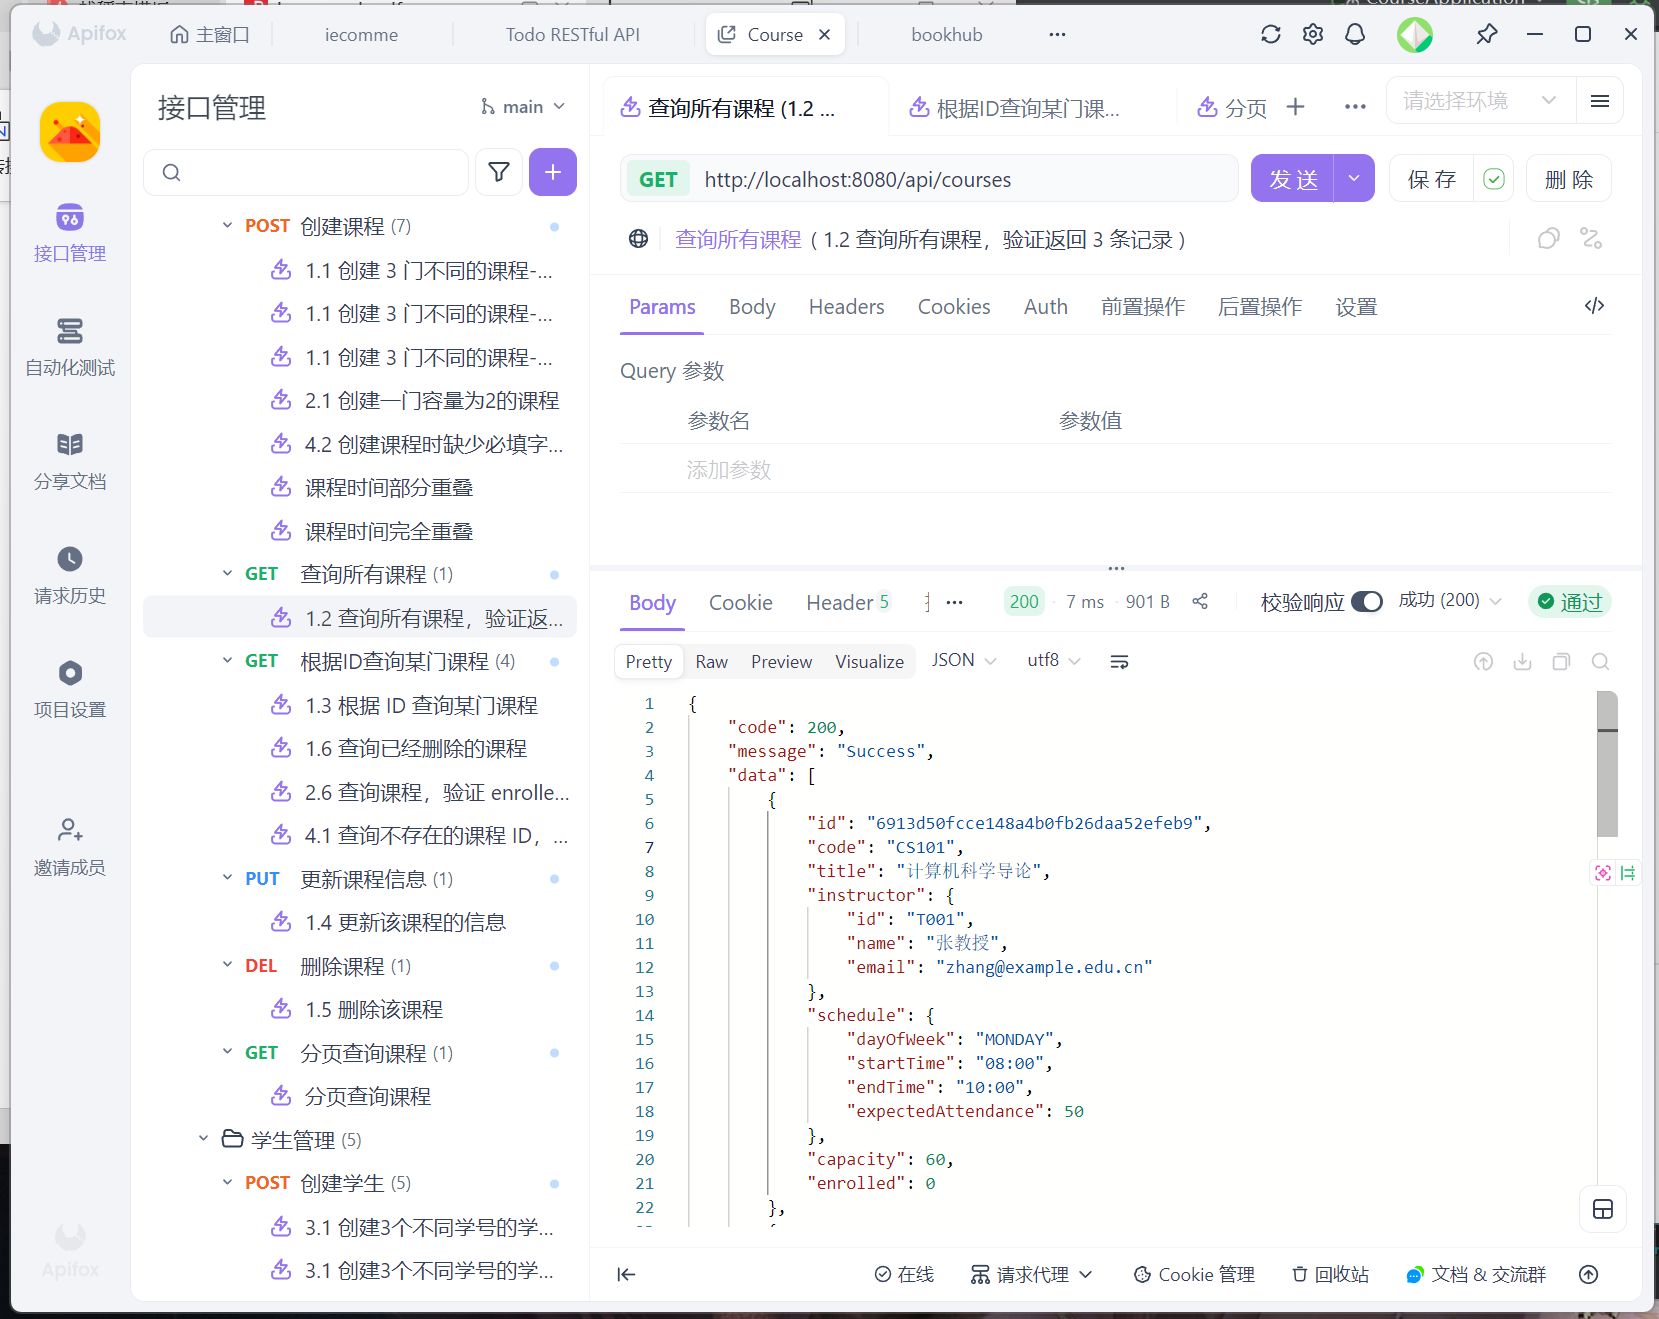 Apifox
主窗口
iecomme
Todo RESTful API
Course
bookhub
接口管理
main
查询所有课程 (1.2 ...
根据ID查询某门课...
分页
请选择环境
GET
http://localhost:8080/api/courses
发 送
保 存
删 除
查询所有课程 ( 1.2 查询所有课程，验证返回 3 条记录 )
Params
Body
Headers
Cookies
Auth
前置操作
后置操作
设置
Query 参数
参数名
参数值
添加参数
接口管理
自动化测试
分享文档
请求历史
项目设置
邀请成员
Apifox
POST 创建课程 (7)
1.1 创建 3 门不同的课程-...
1.1 创建 3 门不同的课程-...
1.1 创建 3 门不同的课程-...
2.1 创建一门容量为2的课程
4.2 创建课程时缺少必填字...
课程时间部分重叠
课程时间完全重叠
GET 查询所有课程 (1)
1.2 查询所有课程，验证返...
GET 根据ID查询某门课程 (4)
1.3 根据 ID 查询某门课程
1.6 查询已经删除的课程
2.6 查询课程，验证 enrolle...
4.1 查询不存在的课程 ID，...
PUT 更新课程信息 (1)
1.4 更新该课程的信息
DEL 删除课程 (1)
1.5 删除该课程
GET 分页查询课程 (1)
分页查询课程
学生管理 (5)
POST 创建学生 (5)
3.1 创建3个不同学号的学...
3.1 创建3个不同学号的学...
Body
Cookie
Header 5
200
7 ms
901 B
校验响应
成功 (200)
通过
Pretty
Raw
Preview
Visualize
JSON
utf8
1 {
2 "code": 200,
3 "message": "Success",
4 "data": [
5 {
6 "id": "6913d50fcce148a4b0fb26daa52efeb9",
7 "code": "CS101",
8 "title": "计算机科学导论",
9 "instructor": {
10 "id": "T001",
11 "name": "张教授",
12 "email": "zhang@example.edu.cn"
13 },
14 "schedule": {
15 "dayOfWeek": "MONDAY",
16 "startTime": "08:00",
17 "endTime": "10:00",
18 "expectedAttendance": 50
19 },
20 "capacity": 60,
21 "enrolled": 0
22 },
在线
请求代理
Cookie 管理
回收站
文档 & 交流群